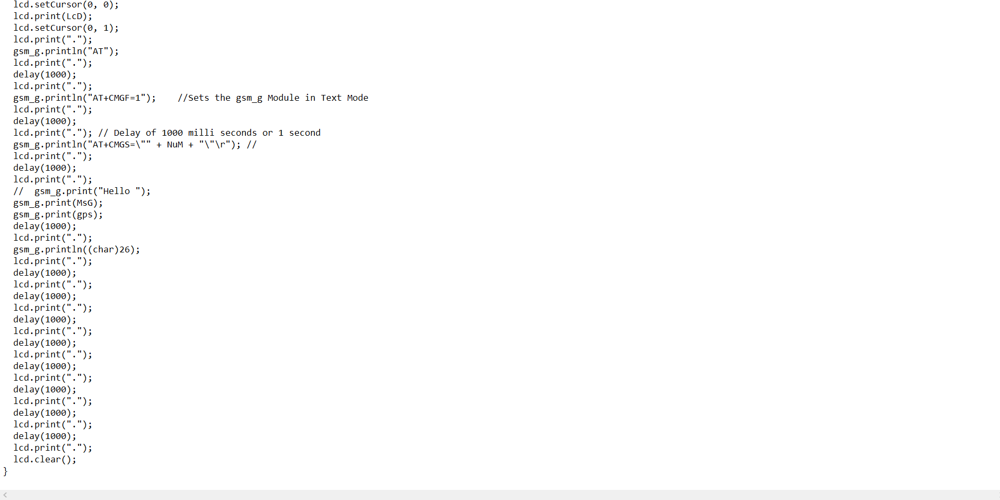 lcd.setCursor(0, 0);
lcd.print(LcD);
lcd.setCursor(0, 1);
lcd.print(".");
gsm_g.println("AT");
lcd.print(".");
delay(1000);
lcd.print(".");
gsm_g.println("AT+CMGF=1");    //Sets the gsm_g Module in Text Mode
lcd.print(".");
delay(1000);
lcd.print("."); // Delay of 1000 milli seconds or 1 second
gsm_g.println("AT+CMGS=\"" + NuM + "\"\r"); //
lcd.print(".");
delay(1000);
lcd.print(".");
//  gsm_g.print("Hello ");
gsm_g.print(MsG);
gsm_g.print(gps);
delay(1000);
lcd.print(".");
gsm_g.println((char)26);
lcd.print(".");
delay(1000);
lcd.print(".");
delay(1000);
lcd.print(".");
delay(1000);
lcd.print(".");
delay(1000);
lcd.print(".");
delay(1000);
lcd.print(".");
delay(1000);
lcd.print(".");
delay(1000);
lcd.print(".");
delay(1000);
lcd.print(".");
lcd.clear();
}